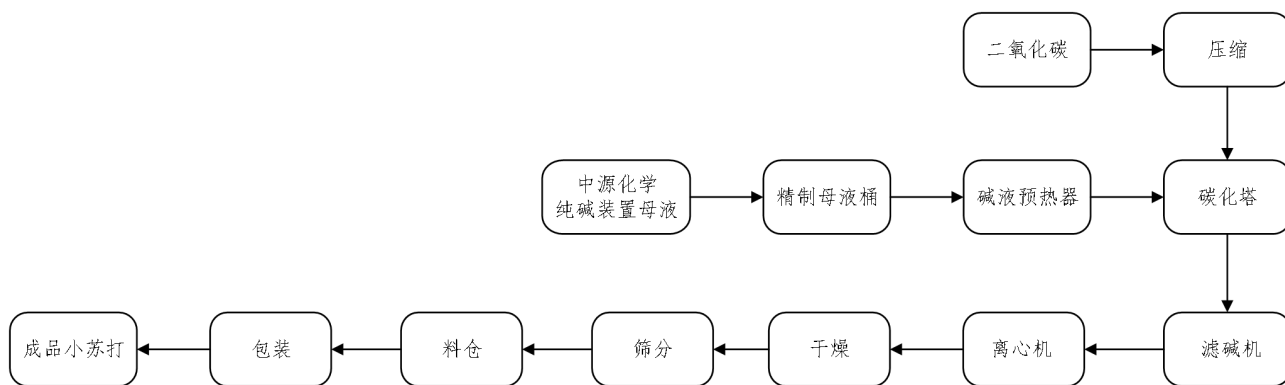 二氧化碳
压缩
中源化学
纯碱装置母液
精制母液桶
碱液预热器
碳化塔
成品小苏打
包装
料仓
筛分
干燥
离心机
滤碱机